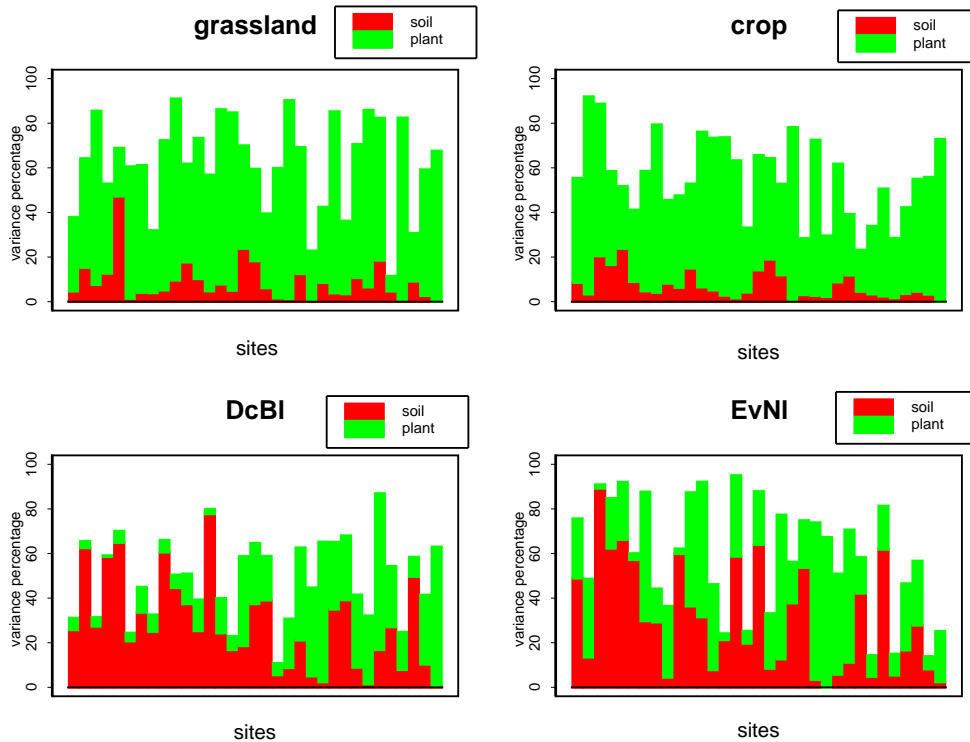 grassland
soil
plant
variance percentage
0 20 40 60 80 100
sites
crop
soil
plant
variance percentage
0 20 40 60 80 100
sites
DcBl
soil
plant
variance percentage
0 20 40 60 80 100
sites
EvNl
soil
plant
variance percentage
0 20 40 60 80 100
sites